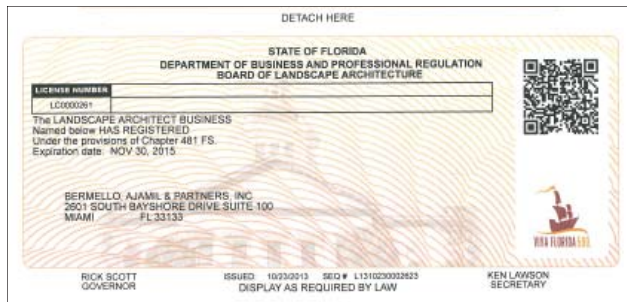 DETACH HERE
STATE OF FLORIDA
DEPARTMENT OF BUSINESS AND PROFESSIONAL REGULATION
BOARD OF LANDSCAPE ARCHITECTURE
LICENSE NUMBER
LC0000261
The LANDSCAPE ARCHITECT BUSINESS
Named below HAS REGISTERED
Under the provisions of Chapter 481 FS.
Expiration date: NOV 30, 2015
BERMELLO, AJAMIL & PARTNERS, INC
2601 SOUTH BAYSHORE DRIVE SUITE 100
MIAMI FL 33133
VIVA FLORIDA 500
RICK SCOTT
GOVERNOR
ISSUED: 10/23/2013 SEQ # L1310230002623
DISPLAY AS REQUIRED BY LAW
KEN LAWSON
SECRETARY